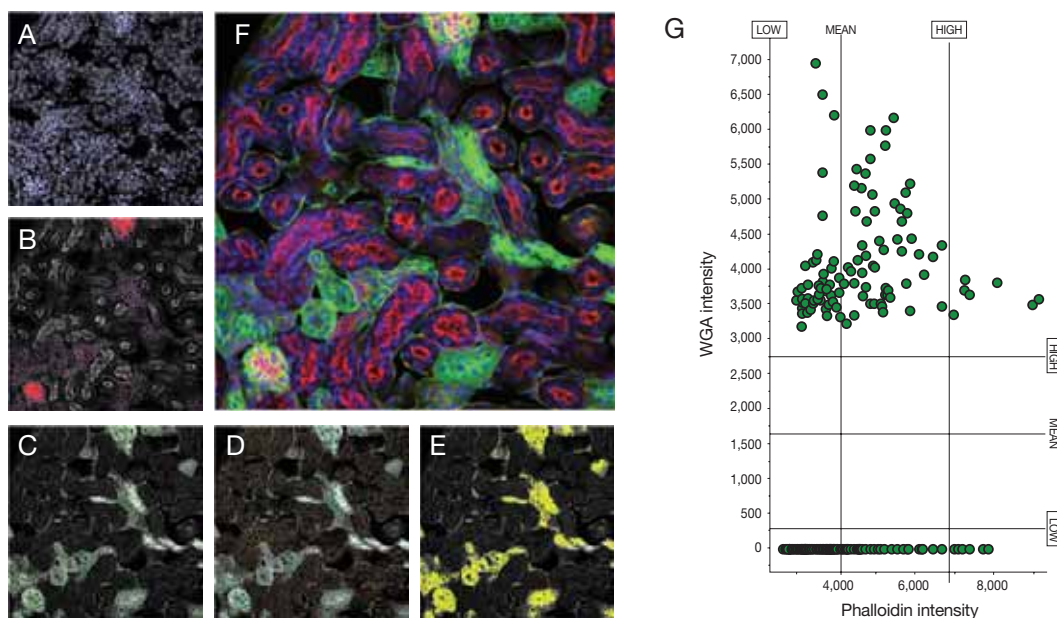 A
B
C
D
E
F
G
LOW
MEAN
HIGH
7,000
6,500
6,000
5,500
5,000
4,500
4,000
3,500
3,000
2,500
2,000
1,500
500
0
WGA intensity
HIGH
MEAN
LOW
4,000
6,000
8,000
Phalloidin intensity